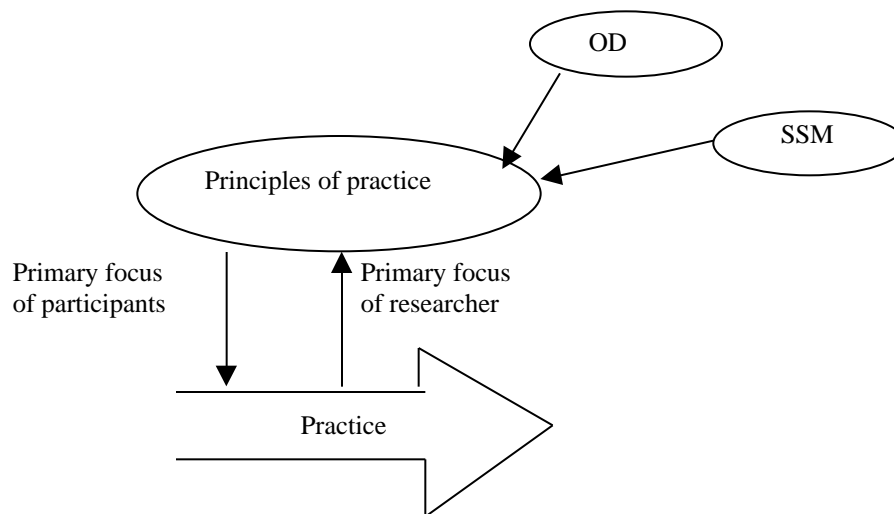 OD
SSM
Principles of practice
Primary focus
of participants
Primary focus
of researcher
Practice